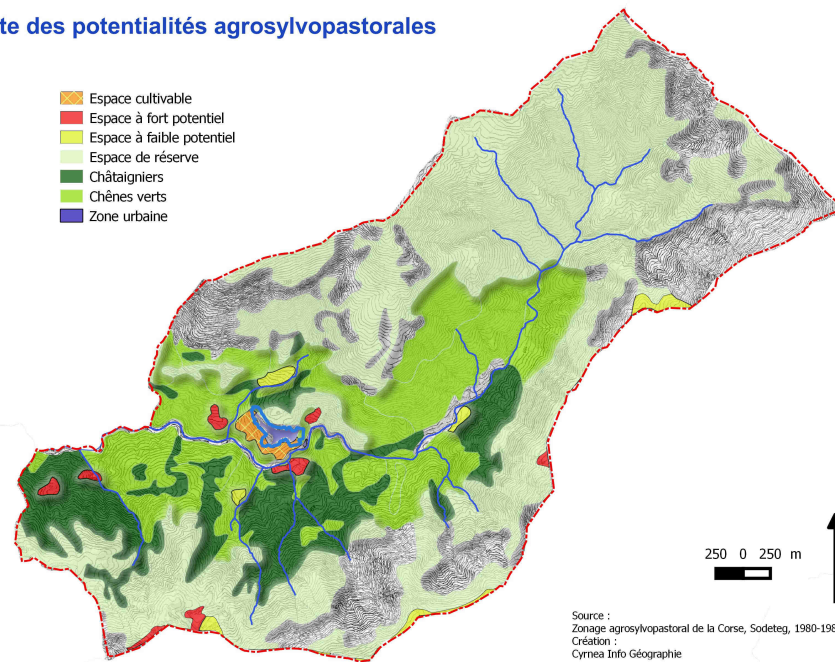 te des potentialités agrosylvopastorales
Espace cultivable
Espace à fort potentiel
Espace à faible potentiel
Espace de réserve
Châtaigniers
Chênes verts
Zone urbaine
250 0 250 m
Source :
Zonage agrosylvopastoral de la Corse, Sodeteg, 1980-198
Création :
Cyrnea Info Géographie